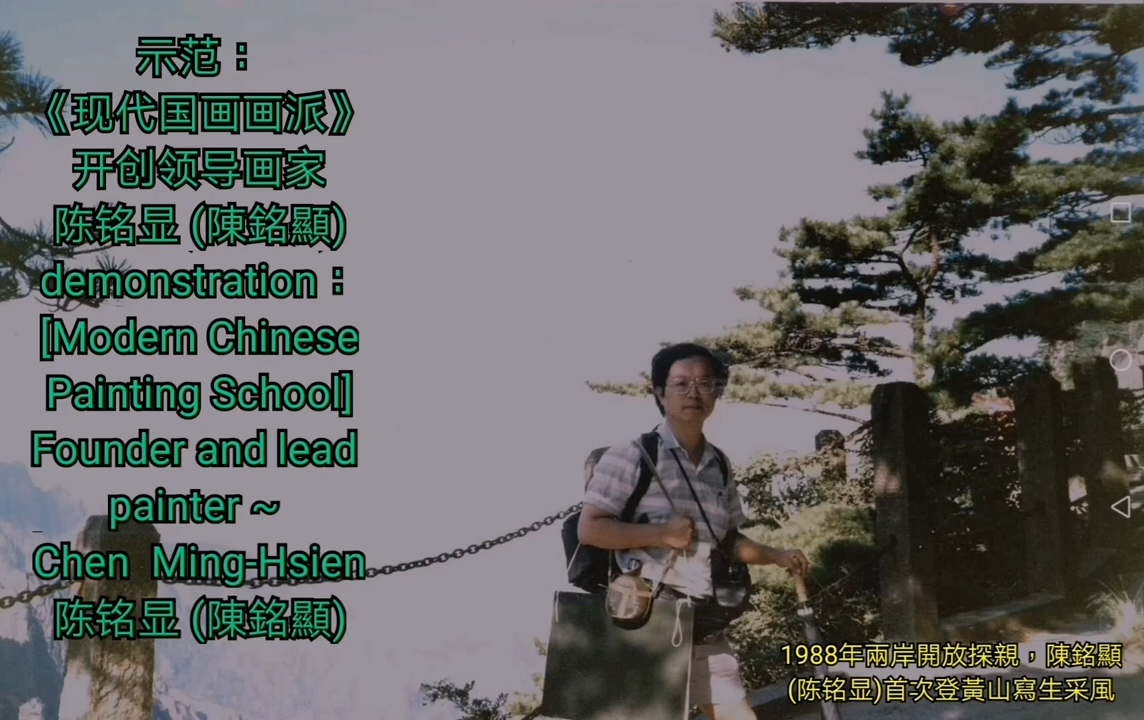 示范：
《现代国画画派》
开创领导画家
陈铭显 (陳銘顯)
demonstration：
[Modern Chinese
Painting School]
Founder and lead
painter ~
Chen Ming-Hsien
陈铭显 (陳銘顯)
1988年兩岸開放探親，陳銘顯
(陈铭显)首次登黃山寫生采風